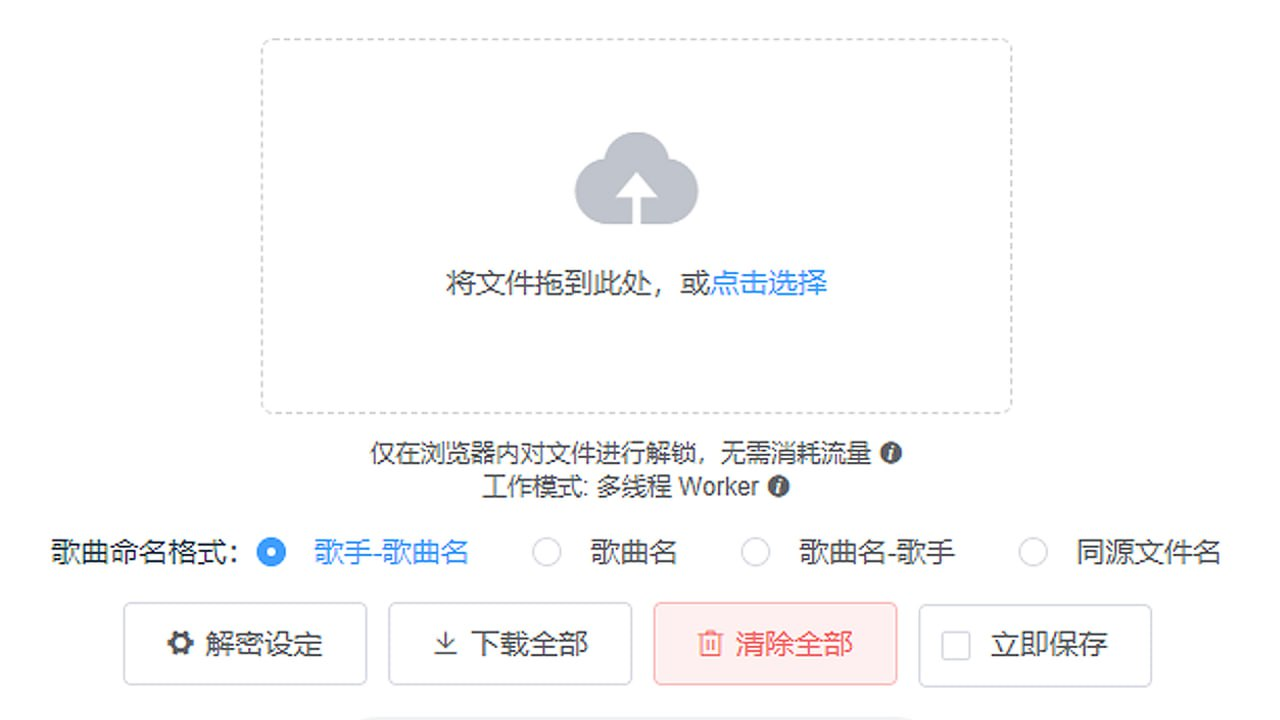 将文件拖到此处，或点击选择
仅在浏览器内对文件进行解锁，无需消耗流量
工作模式: 多线程 Worker
歌曲命名格式： 歌手-歌曲名 歌曲名 歌曲名-歌手 同源文件名
解密设定 下载全部 清除全部 立即保存